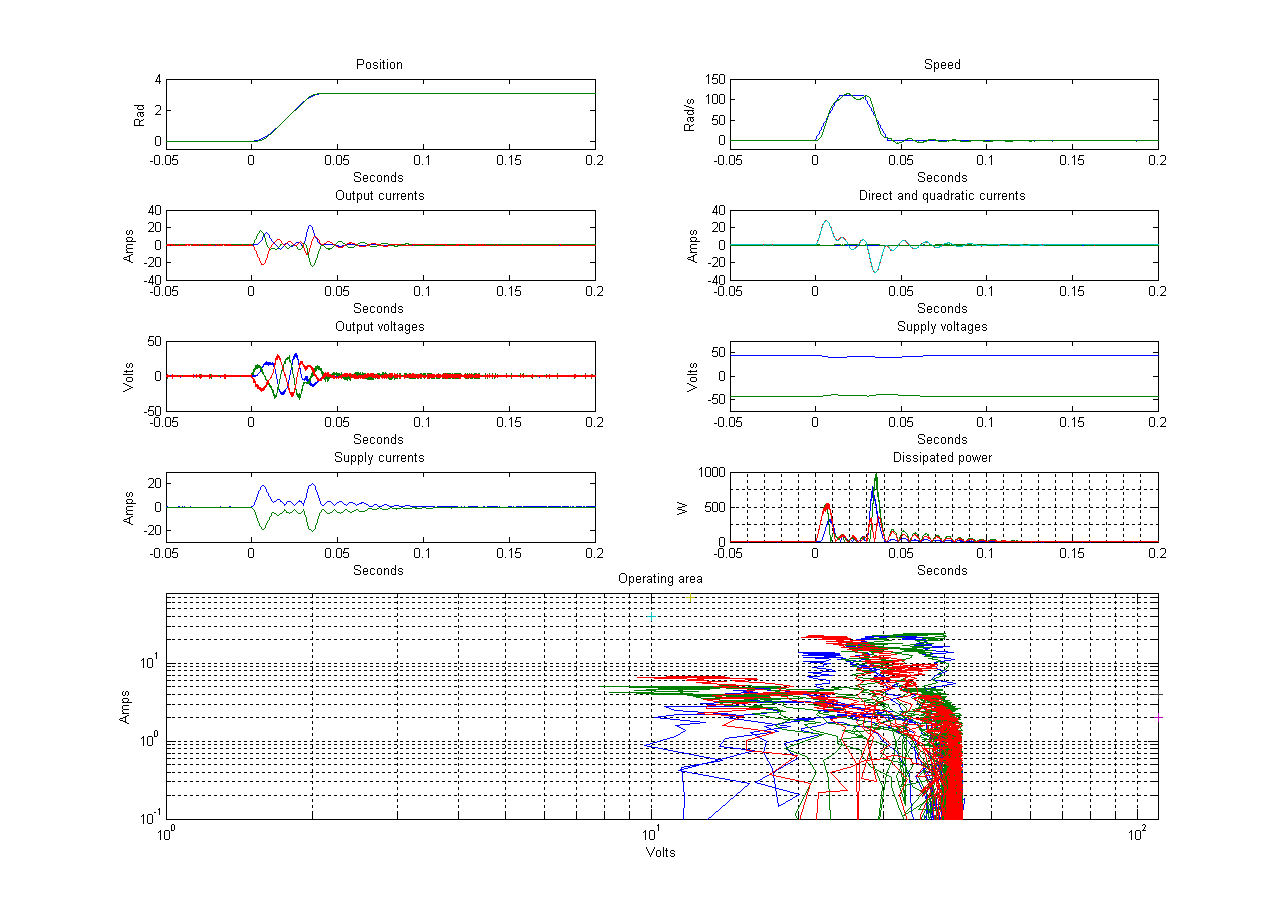 Position
Speed
4
2
0
Rad
-0.05 0 0.05 0.1 0.15 0.2
Seconds
150
100
50
0
Rad/s
-0.05 0 0.05 0.1 0.15 0.2
Seconds
Output currents
Direct and quadratic currents
40
20
0
-20
-40
Amps
-0.05 0 0.05 0.1 0.15 0.2
Seconds
40
20
0
-20
-40
Amps
-0.05 0 0.05 0.1 0.15 0.2
Seconds
Output voltages
Supply voltages
50
0
-50
Volts
-0.05 0 0.05 0.1 0.15 0.2
Seconds
50
0
-50
Volts
-0.05 0 0.05 0.1 0.15 0.2
Seconds
Supply currents
Dissipated power
20
0
-20
Amps
-0.05 0 0.05 0.1 0.15 0.2
Seconds
1000
500
0
W
-0.05 0 0.05 0.1 0.15 0.2
Seconds
Operating area
10^1
10^0
10^-1
Amps
10^0 10^1 10^2
Volts